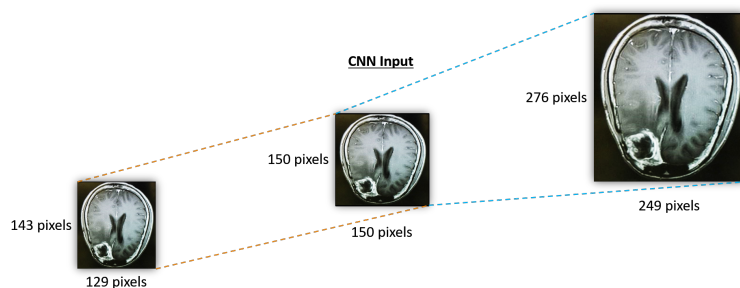 CNN Input
276 pixels
150 pixels
249 pixels
143 pixels
150 pixels
129 pixels